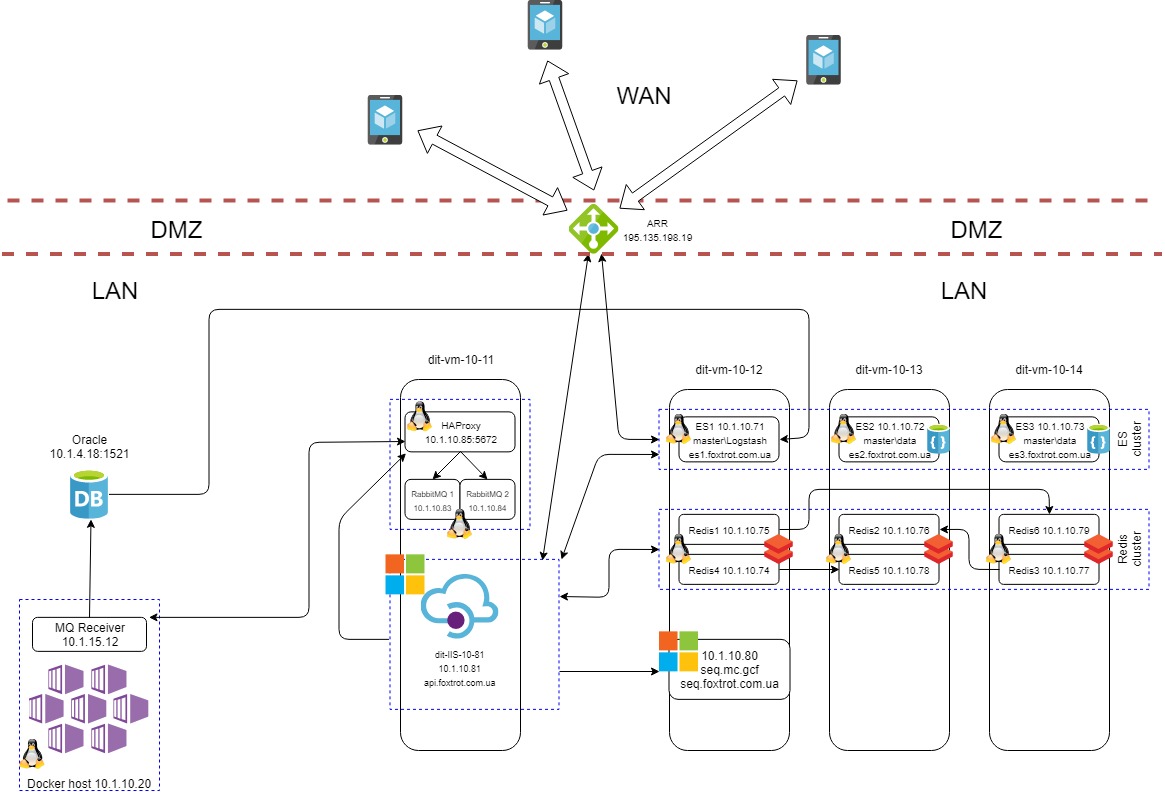 WAN
DMZ
ARR
195.135.198.19
DMZ
LAN
LAN
dit-vm-10-11
dit-vm-10-12
dit-vm-10-13
dit-vm-10-14
HAProxy
10.1.10.85:5672
RabbitMQ 1
10.1.10.83
RabbitMQ 2
10.1.10.84
ES1 10.1.10.71
master\Logstash
es1.foxtrot.com.ua
ES2 10.1.10.72
master\data
es2.foxtrot.com.ua
ES3 10.1.10.73
master\data
es3.foxtrot.com.ua
ES
cluster
Oracle
10.1.4.18:1521
DB
Redis1 10.1.10.75
Redis4 10.1.10.74
Redis2 10.1.10.76
Redis5 10.1.10.78
Redis6 10.1.10.79
Redis3 10.1.10.77
Redis
cluster
MQ Receiver
10.1.15.12
dit-IIS-10-81
10.1.10.81
api.foxtrot.com.ua
10.1.10.80
seq.mc.gcf
seq.foxtrot.com.ua
Docker host 10.1.10.20